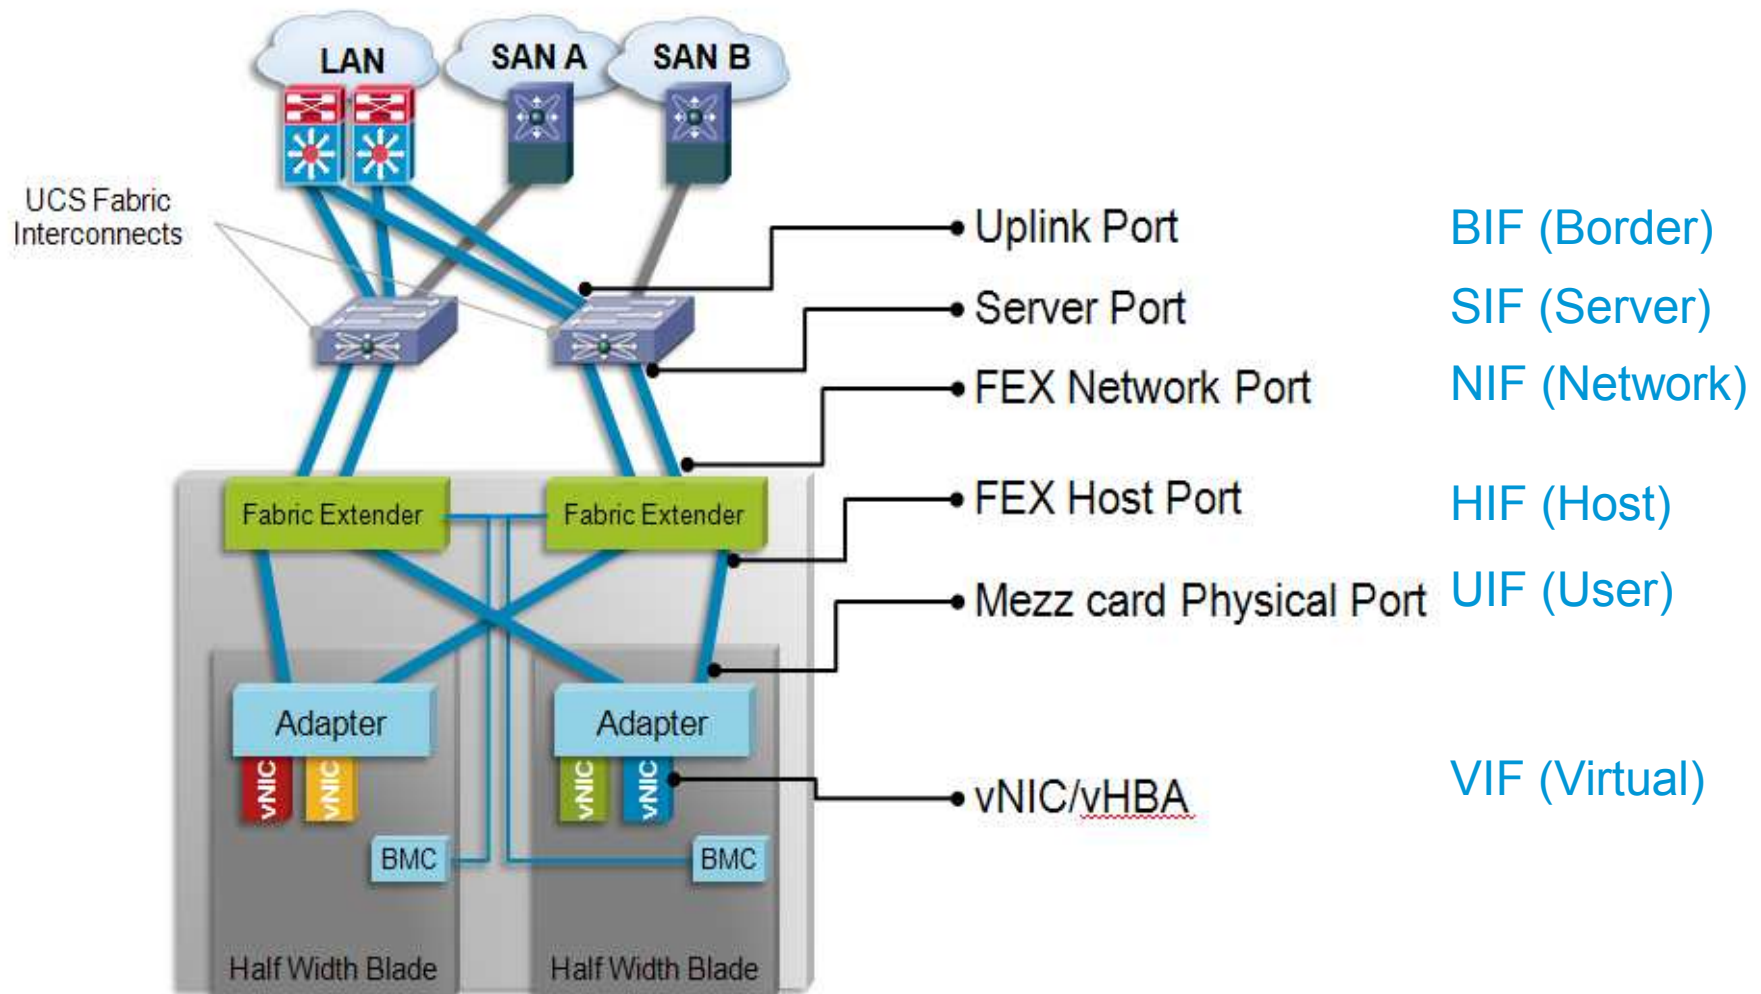 LAN
SAN A
SAN B
UCS Fabric
Interconnects
Uplink Port
BIF (Border)
Server Port
SIF (Server)
FEX Network Port
NIF (Network)
Fabric Extender
Fabric Extender
FEX Host Port
HIF (Host)
Mezz card Physical Port
UIF (User)
Adapter
Adapter
vNIC
vNIC
vNIC
vNIC
vNIC/vHBA
VIF (Virtual)
BMC
BMC
Half Width Blade
Half Width Blade